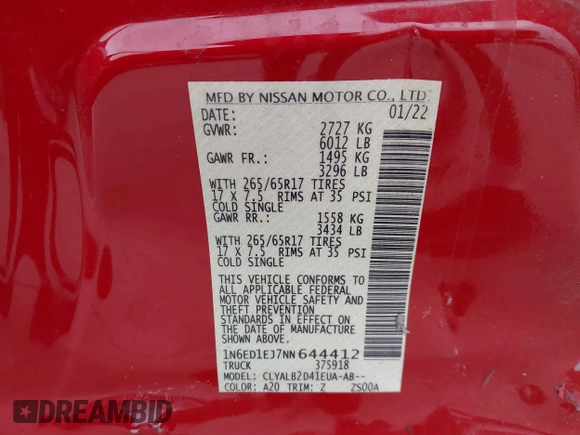 MFD BY NISSAN MOTOR CO., LTD.
DATE: 01/22
GVWR: 2727 KG
6012 LB
GAWR FR.: 1495 KG
3296 LB
WITH 265/65R17 TIRES
17 X 7.5 RIMS AT 35 PSI
COLD SINGLE
GAWR RR.: 1558 KG
3434 LB
WITH 265/65R17 TIRES
17 X 7.5 RIMS AT 35 PSI
COLD SINGLE
THIS VEHICLE CONFORMS TO
ALL APPLICABLE FEDERAL
MOTOR VEHICLE SAFETY AND
THEFT PREVENTION
STANDARDS IN EFFECT ON
THE DATE OF MANUFACTURE
SHOWN ABOVE.
1N6ED1EJ7NN644412
TRUCK 375918
MODEL: CLYALB2D41EUA-AB--
COLOR: A20 TRIM: Z ZS00A
EPICVIN
DEALERSHIP AUCTIONS